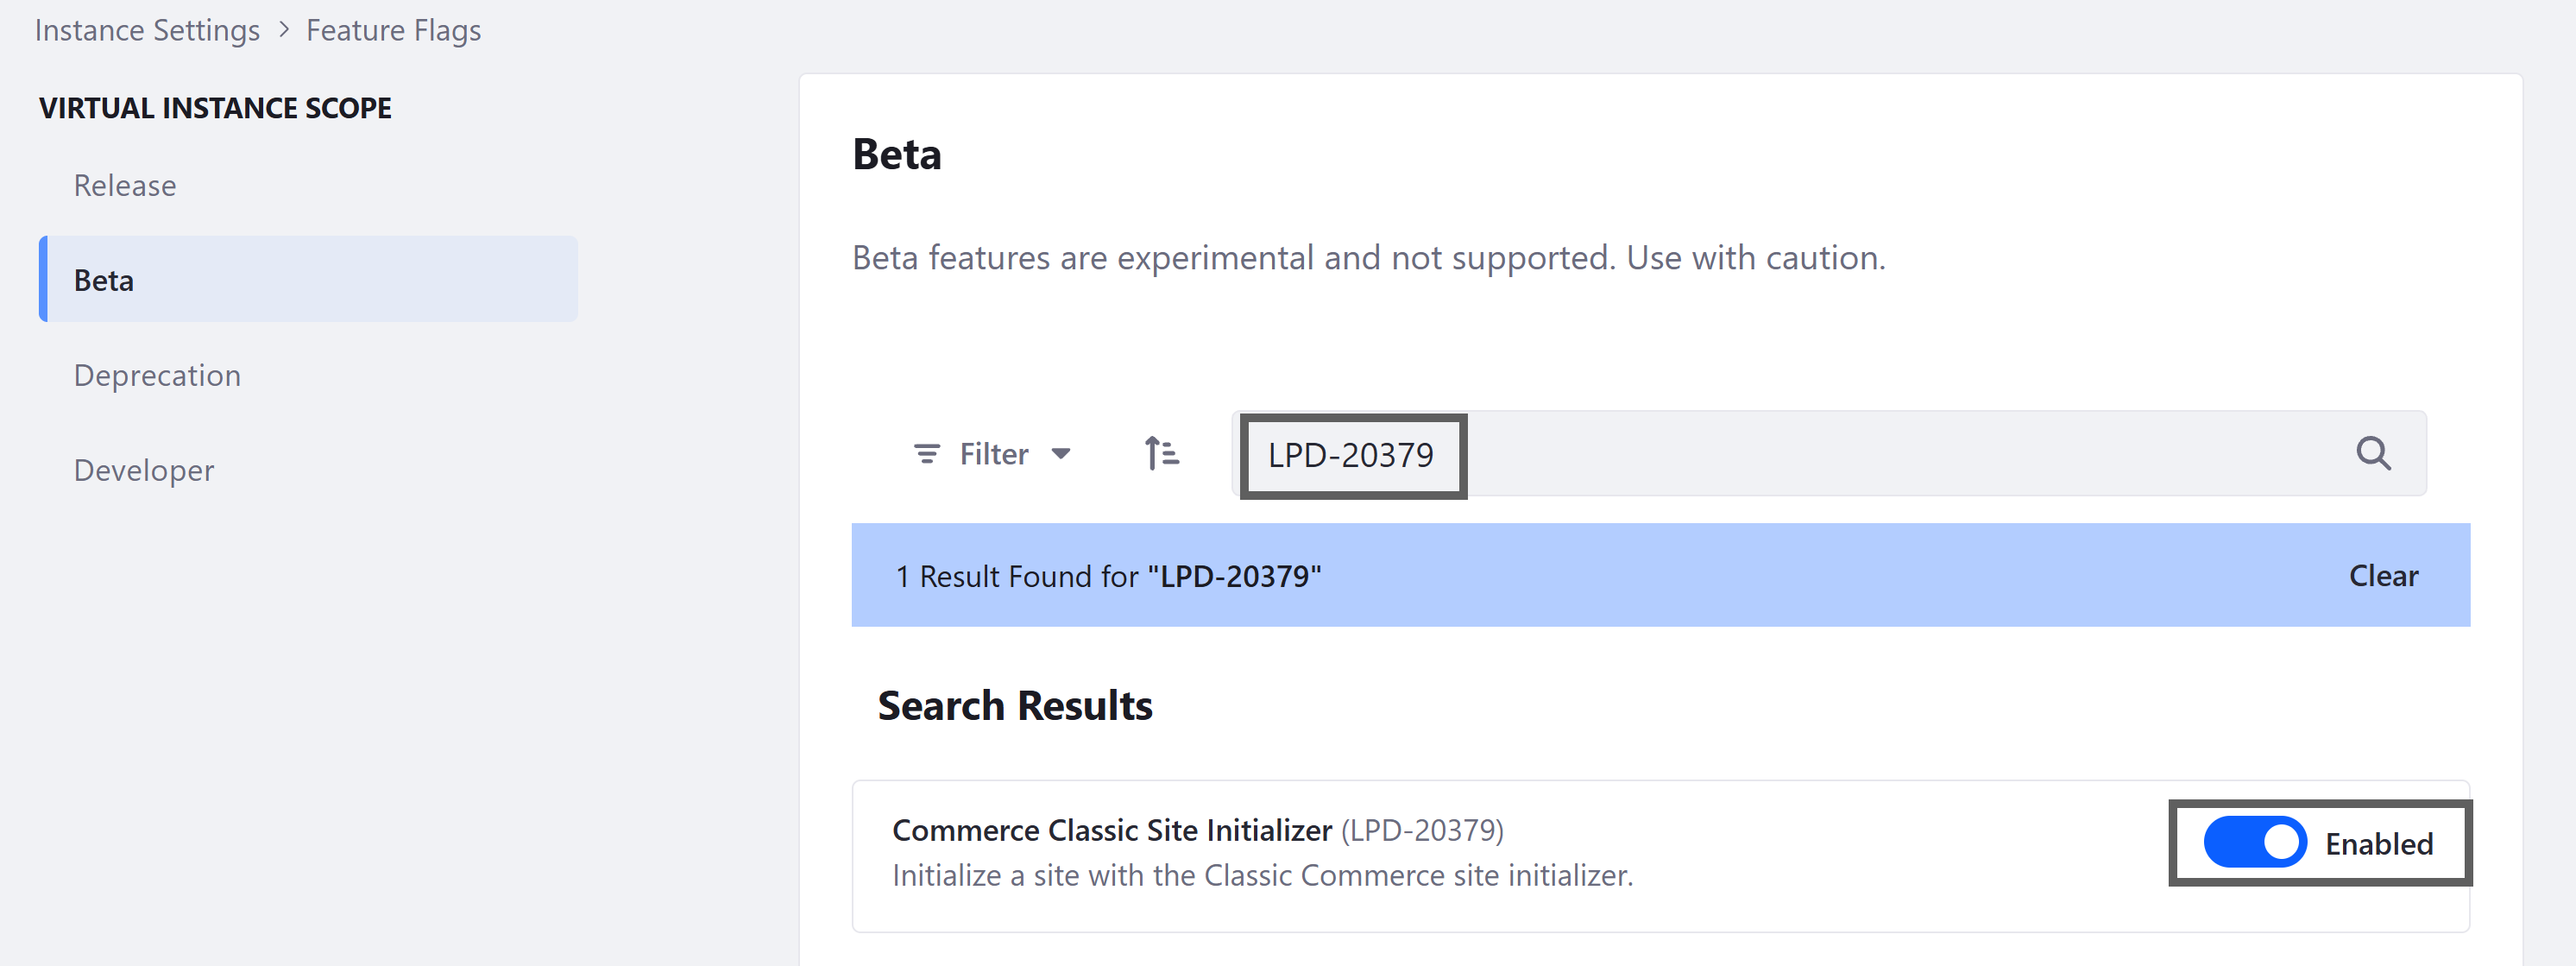 Instance Settings > Feature Flags
VIRTUAL INSTANCE SCOPE
Release
Beta
Deprecation
Developer
Beta
Beta features are experimental and not supported. Use with caution.
Filter
LPD-20379
1 Result Found for "LPD-20379"
Clear
Search Results
Commerce Classic Site Initializer (LPD-20379)
Initialize a site with the Classic Commerce site initializer.
Enabled